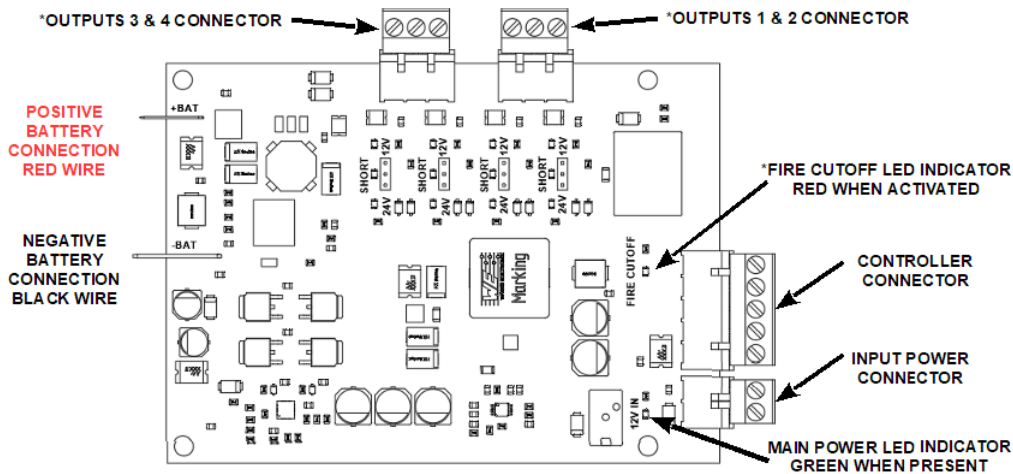 *OUTPUTS 3 & 4 CONNECTOR
*OUTPUTS 1 & 2 CONNECTOR
+BAT
POSITIVE
BATTERY
CONNECTION
RED WIRE
12V
12V
12V
12V
SHORT
SHORT
SHORT
SHORT
24V
24V
24V
24V
*FIRE CUTOFF LED INDICATOR
RED WHEN ACTIVATED
-BAT
NEGATIVE
BATTERY
CONNECTION
BLACK WIRE
Marking
FIRE CUTOFF
CONTROLLER
CONNECTOR
INPUT POWER
CONNECTOR
12V IN
MAIN POWER LED INDICATOR
GREEN WHEN PRESENT